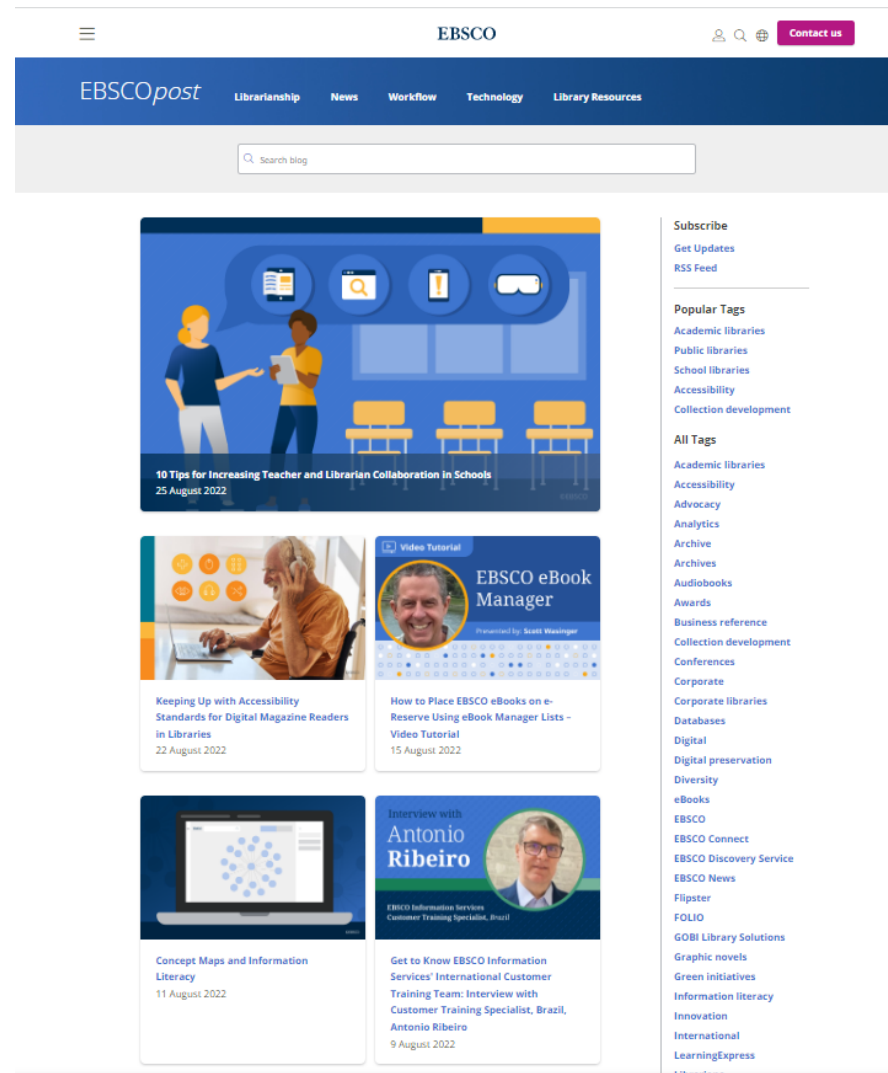 EBSCO
Contact us
EBSCOpost
Librarianship
News
Workflow
Technology
Library Resources
Search blog
10 Tips for Increasing Teacher and Librarian Collaboration in Schools
25 August 2022
EBSCO
Video Tutorial
EBSCO eBook
Manager
Presented by: Scott Wasinger
Keeping Up with Accessibility
Standards for Digital Magazine Readers
in Libraries
22 August 2022
How to Place EBSCO eBooks on e-
Reserve Using eBook Manager Lists –
Video Tutorial
15 August 2022
Interview with
Antonio
Ribeiro
EBSCO Information Services
Customer Training Specialist, Brazil
Concept Maps and Information
Literacy
11 August 2022
Get to Know EBSCO Information
Services' International Customer
Training Team: Interview with
Customer Training Specialist, Brazil,
Antonio Ribeiro
9 August 2022
Subscribe
Get Updates
RSS Feed
Popular Tags
Academic libraries
Public libraries
School libraries
Accessibility
Collection development
All Tags
Academic libraries
Accessibility
Advocacy
Analytics
Archive
Archives
Audiobooks
Awards
Business reference
Collection development
Conferences
Corporate
Corporate libraries
Databases
Digital
Digital preservation
Diversity
eBooks
EBSCO
EBSCO Connect
EBSCO Discovery Service
EBSCO News
Flipster
FOLIO
GOBI Library Solutions
Graphic novels
Green initiatives
Information literacy
Innovation
International
LearningExpress